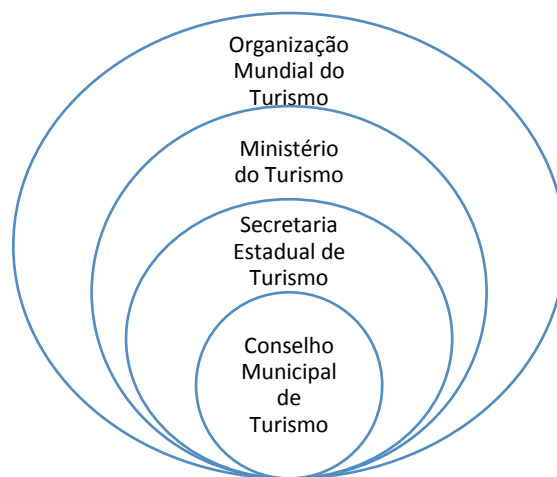 Organização
Mundial do
Turismo
Ministério
do Turismo
Secretaria
Estadual de
Turismo
Conselho
Municipal
de
Turismo